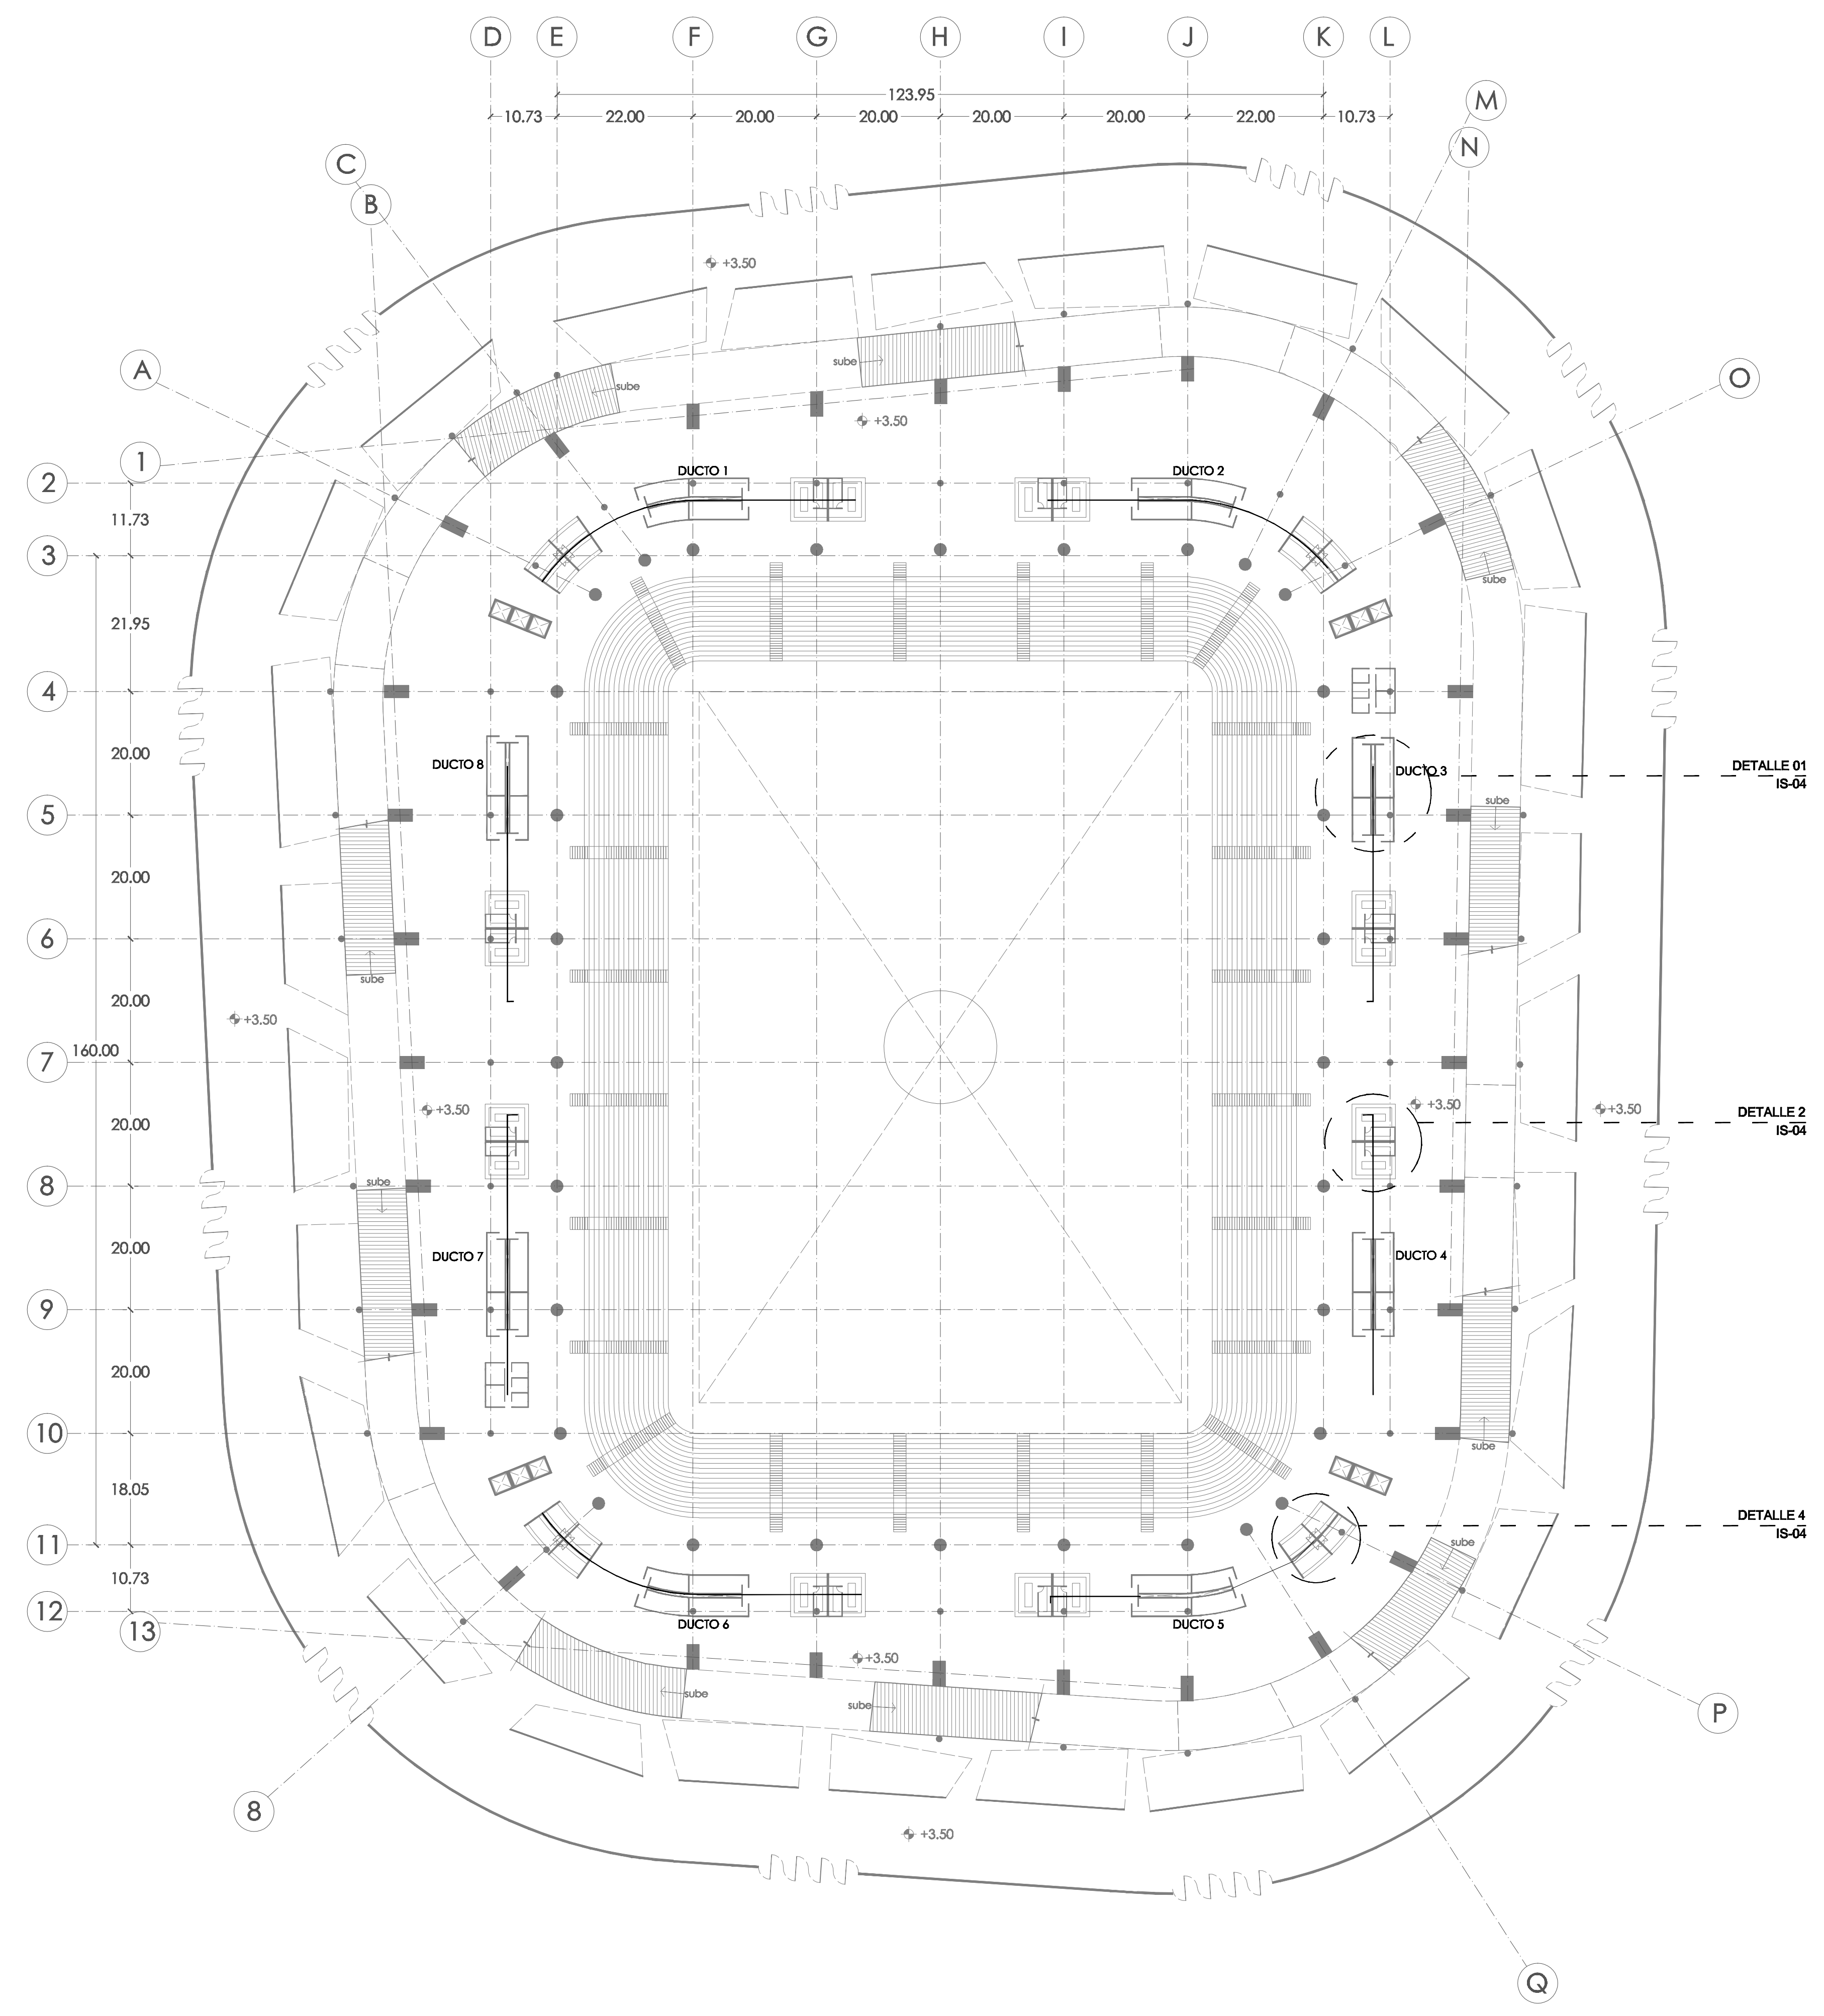 D E F G H I J K L
123.95
M
10.73 22.00 20.00 20.00 20.00 20.00 22.00 10.73
N
C
B
+3.50
sube
A
sube
O
+3.50
1
DUCTO 1 DUCTO 2
2
11.73
3
sube
21.95
4
20.00
DUCTO 8 DUCTO 3 DETALLE 01
IS-04
sube
5
20.00
6
sube
20.00
+3.50
160.00
7
+3.50 +3.50 +3.50
DETALLE 2
20.00
IS-04
sube
8
20.00
DUCTO 7 DUCTO 4
9
20.00
10
sube
18.05
DETALLE 4
IS-04
sube
11
10.73
12
DUCTO 6 DUCTO 5
13
+3.50
sube
sube
P
8
+3.50
Q